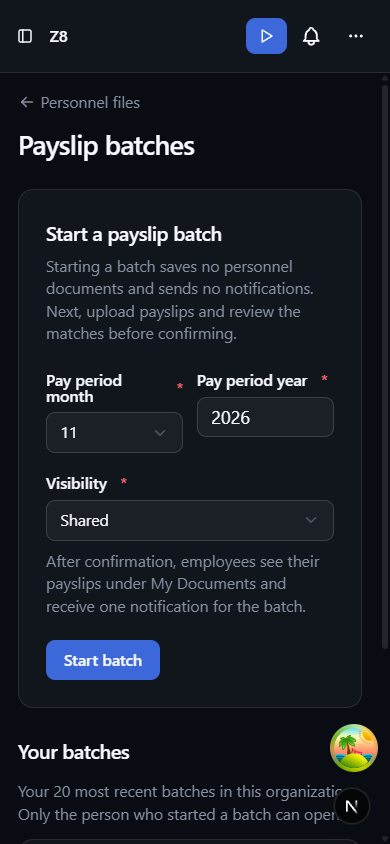 Z8
Personnel files
Payslip batches
Start a payslip batch
Starting a batch saves no personnel
documents and sends no notifications.
Next, upload payslips and review the
matches before confirming.
Pay period
month *
Pay period year *
11
2026
Visibility *
Shared
After confirmation, employees see their
payslips under My Documents and
receive one notification for the batch.
Start batch
Your batches
Your 20 most recent batches in this
Only the person who started a batch can open
N